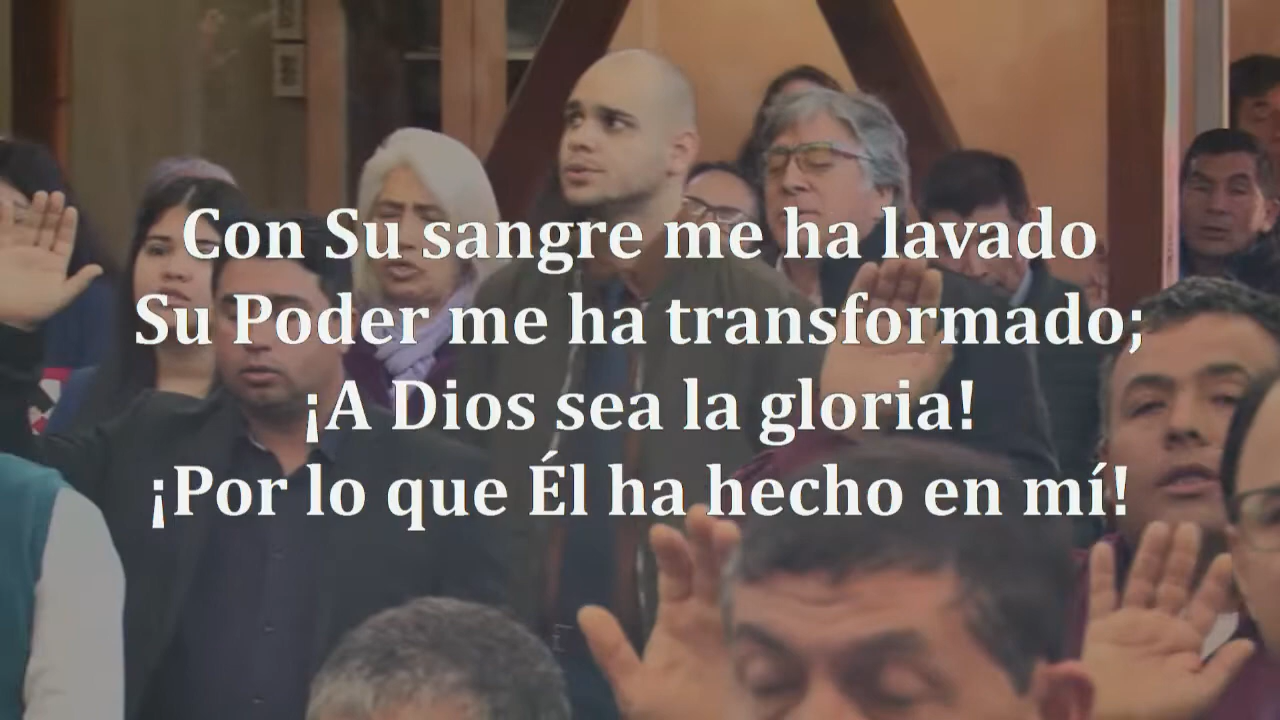 Con Su sangre me ha lavado
Su Poder me ha transformado;
¡A Dios sea la gloria!
¡Por lo que Él ha hecho en mí!